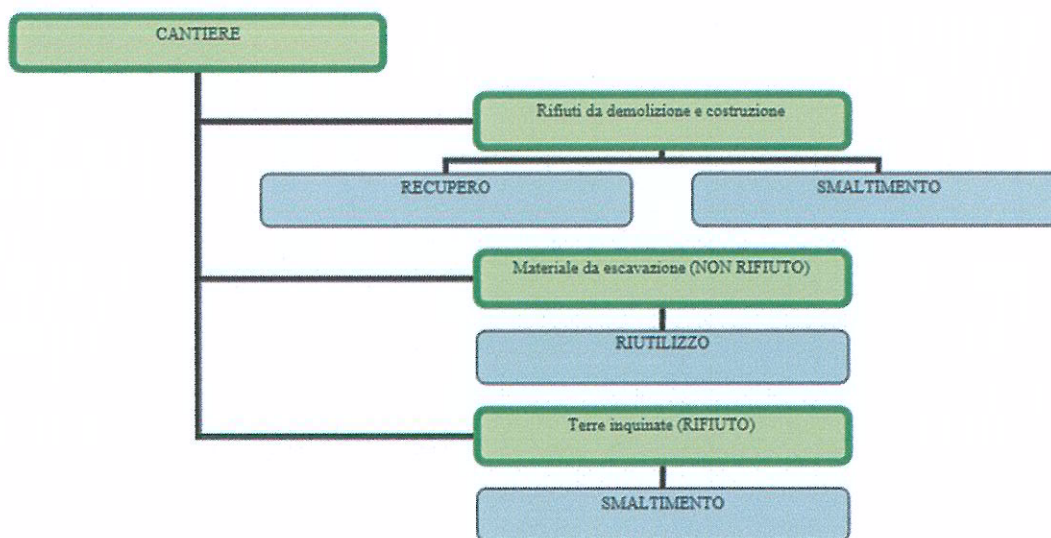 CANTIERE
Rifiuti da demolizione e costruzione
RECUPERO
SMALTIMENTO
Materiale da escavazione (NON RIFIUTO)
RIUTILIZZO
Terre inquinate (RIFIUTO)
SMALTIMENTO